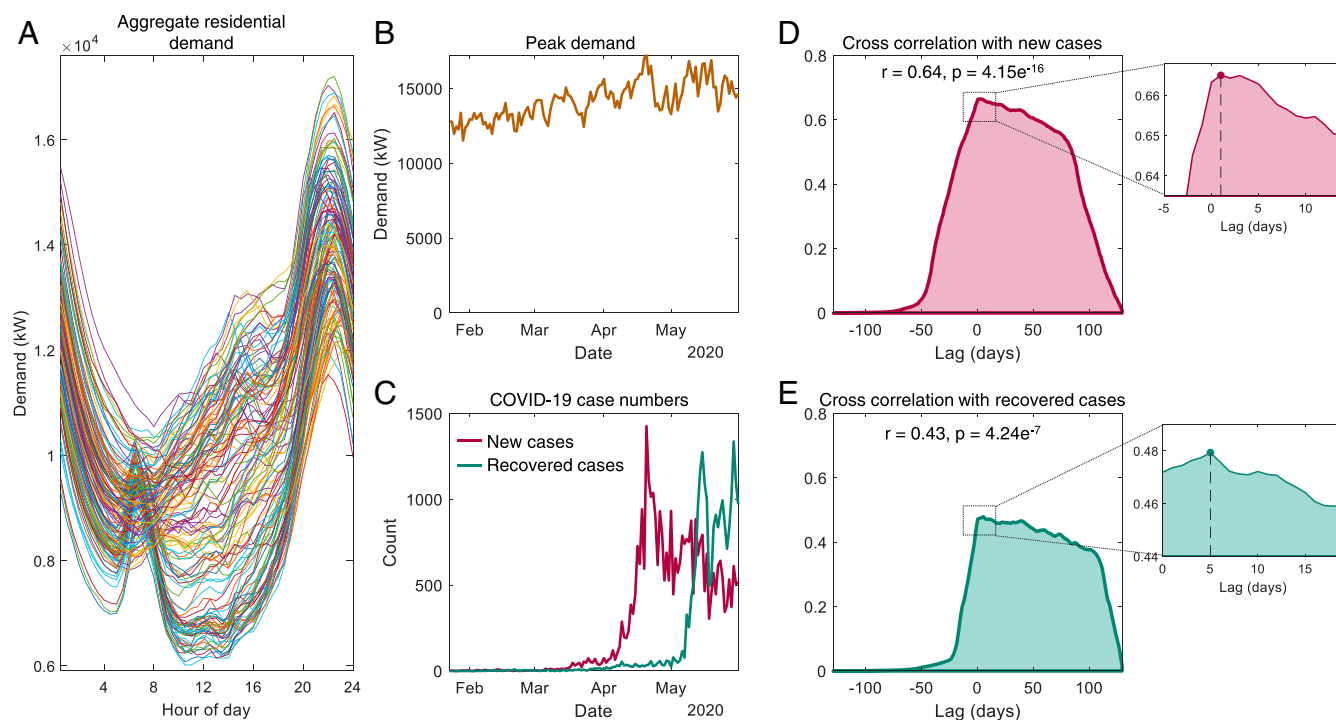 A
Aggregate residential
demand
× 10⁴
1.6
1.4
1.2
1
0.8
0.6
Demand (kW)
4 8 12 16 20 24
Hour of day
B
Peak demand
15000
10000
5000
0
Demand (kW)
Feb Mar Apr May
Date
2020
C
COVID-19 case numbers
New cases
Recovered cases
1500
1000
500
0
Count
Feb Mar Apr May
Date
2020
D
Cross correlation with new cases
r = 0.64, p = 4.15e⁻¹⁶
0.8
0.6
0.4
0.2
0
-100 -50 0 50 100
Lag (days)
0.66
0.65
0.64
-5 0 5 10
Lag (days)
E
Cross correlation with recovered cases
r = 0.43, p = 4.24e⁻⁷
0.8
0.6
0.4
0.2
0
-100 -50 0 50 100
Lag (days)
0.48
0.46
0.44
0 5 10 15
Lag (days)